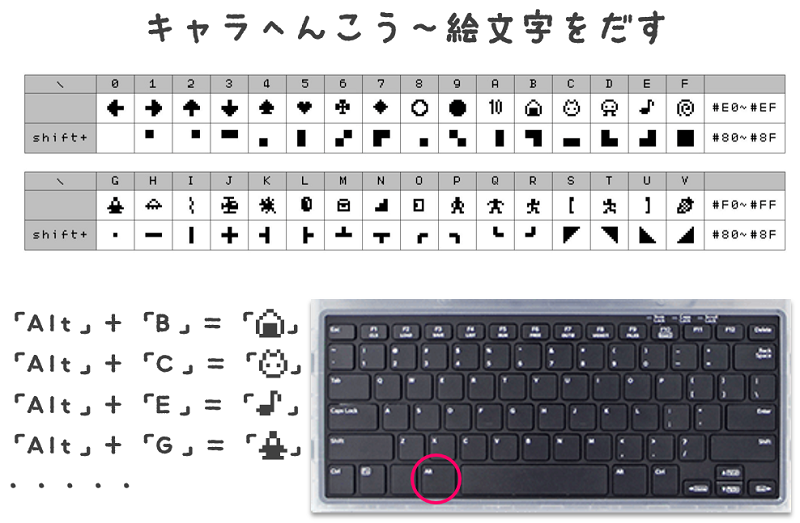 キャラへんこう〜絵文字をだす
\ 0 1 2 3 4 5 6 7 8 9 A B C D E F
#E0~#EF
shift+ #80~#8F
\ G H I J K L M N O P Q R S T U V
#F0~#FF
shift+ #80~#8F
「Alt」+「B」=「🍙」
「Alt」+「C」=「」
「Alt」+「E」=「♪」
「Alt」+「G」=「」
・・・・・
Esc F1 F2 F3 F4 F5 F6 F7 F8 F9 F10 F11 F12 Delete
Back Space
Tab Q W E R T Y U I O P
Caps Lock A S D F G H J K L Enter
Shift Z X C V B N M Shift
Ctrl Alt Alt Ctrl